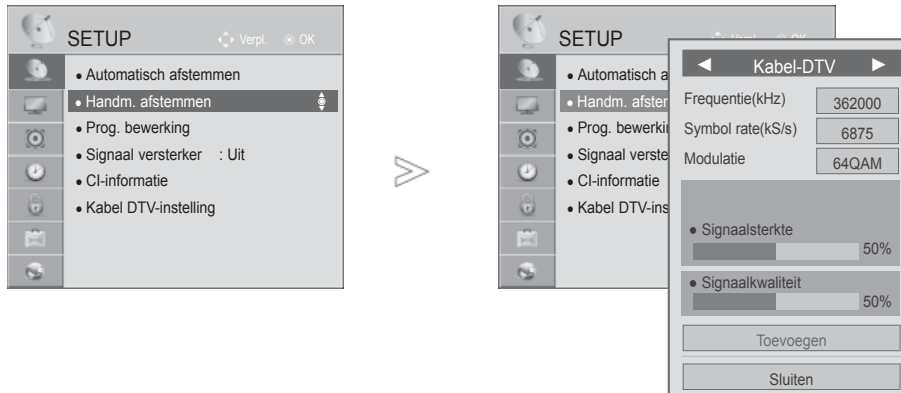 SETUP
Verpl. OK
• Automatisch afstemmen
• Handm. afstemmen
• Prog. bewerking
• Signaal versterker : Uit
• CI-informatie
• Kabel DTV-instelling
SETUP
• Automatisch a
• Handm. afster
• Prog. bewerki
• Signaal verste
• CI-informatie
• Kabel DTV-ins
◄ Kabel-DTV ►
Frequentie(kHz) 362000
Symbol rate(kS/s) 6875
Modulatie 64QAM
• Signaalsterkte
50%
• Signaalkwaliteit
50%
Toevoegen
Sluiten